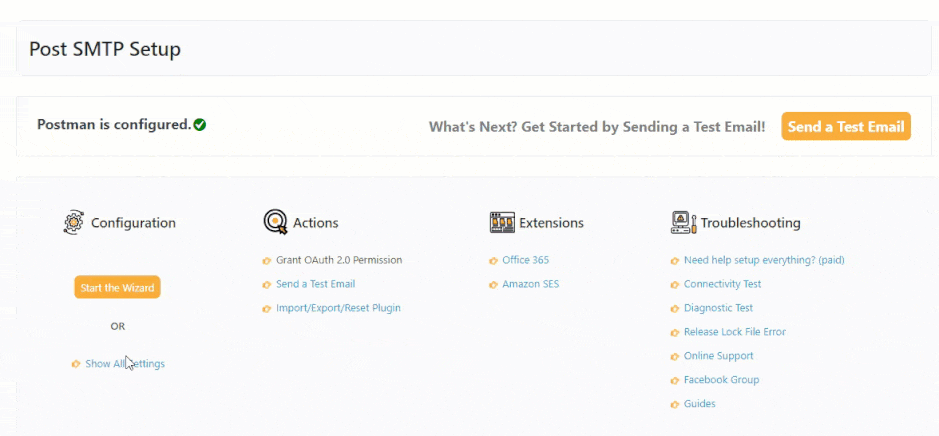 Post SMTP Setup
Postman is configured.
What's Next? Get Started by Sending a Test Email!
Send a Test Email
Configuration
Start the Wizard
OR
Show All Settings
Actions
Grant OAuth 2.0 Permission
Send a Test Email
Import/Export/Reset Plugin
Extensions
Office 365
Amazon SES
Troubleshooting
Need help setup everything? (paid)
Connectivity Test
Diagnostic Test
Release Lock File Error
Online Support
Facebook Group
Guides